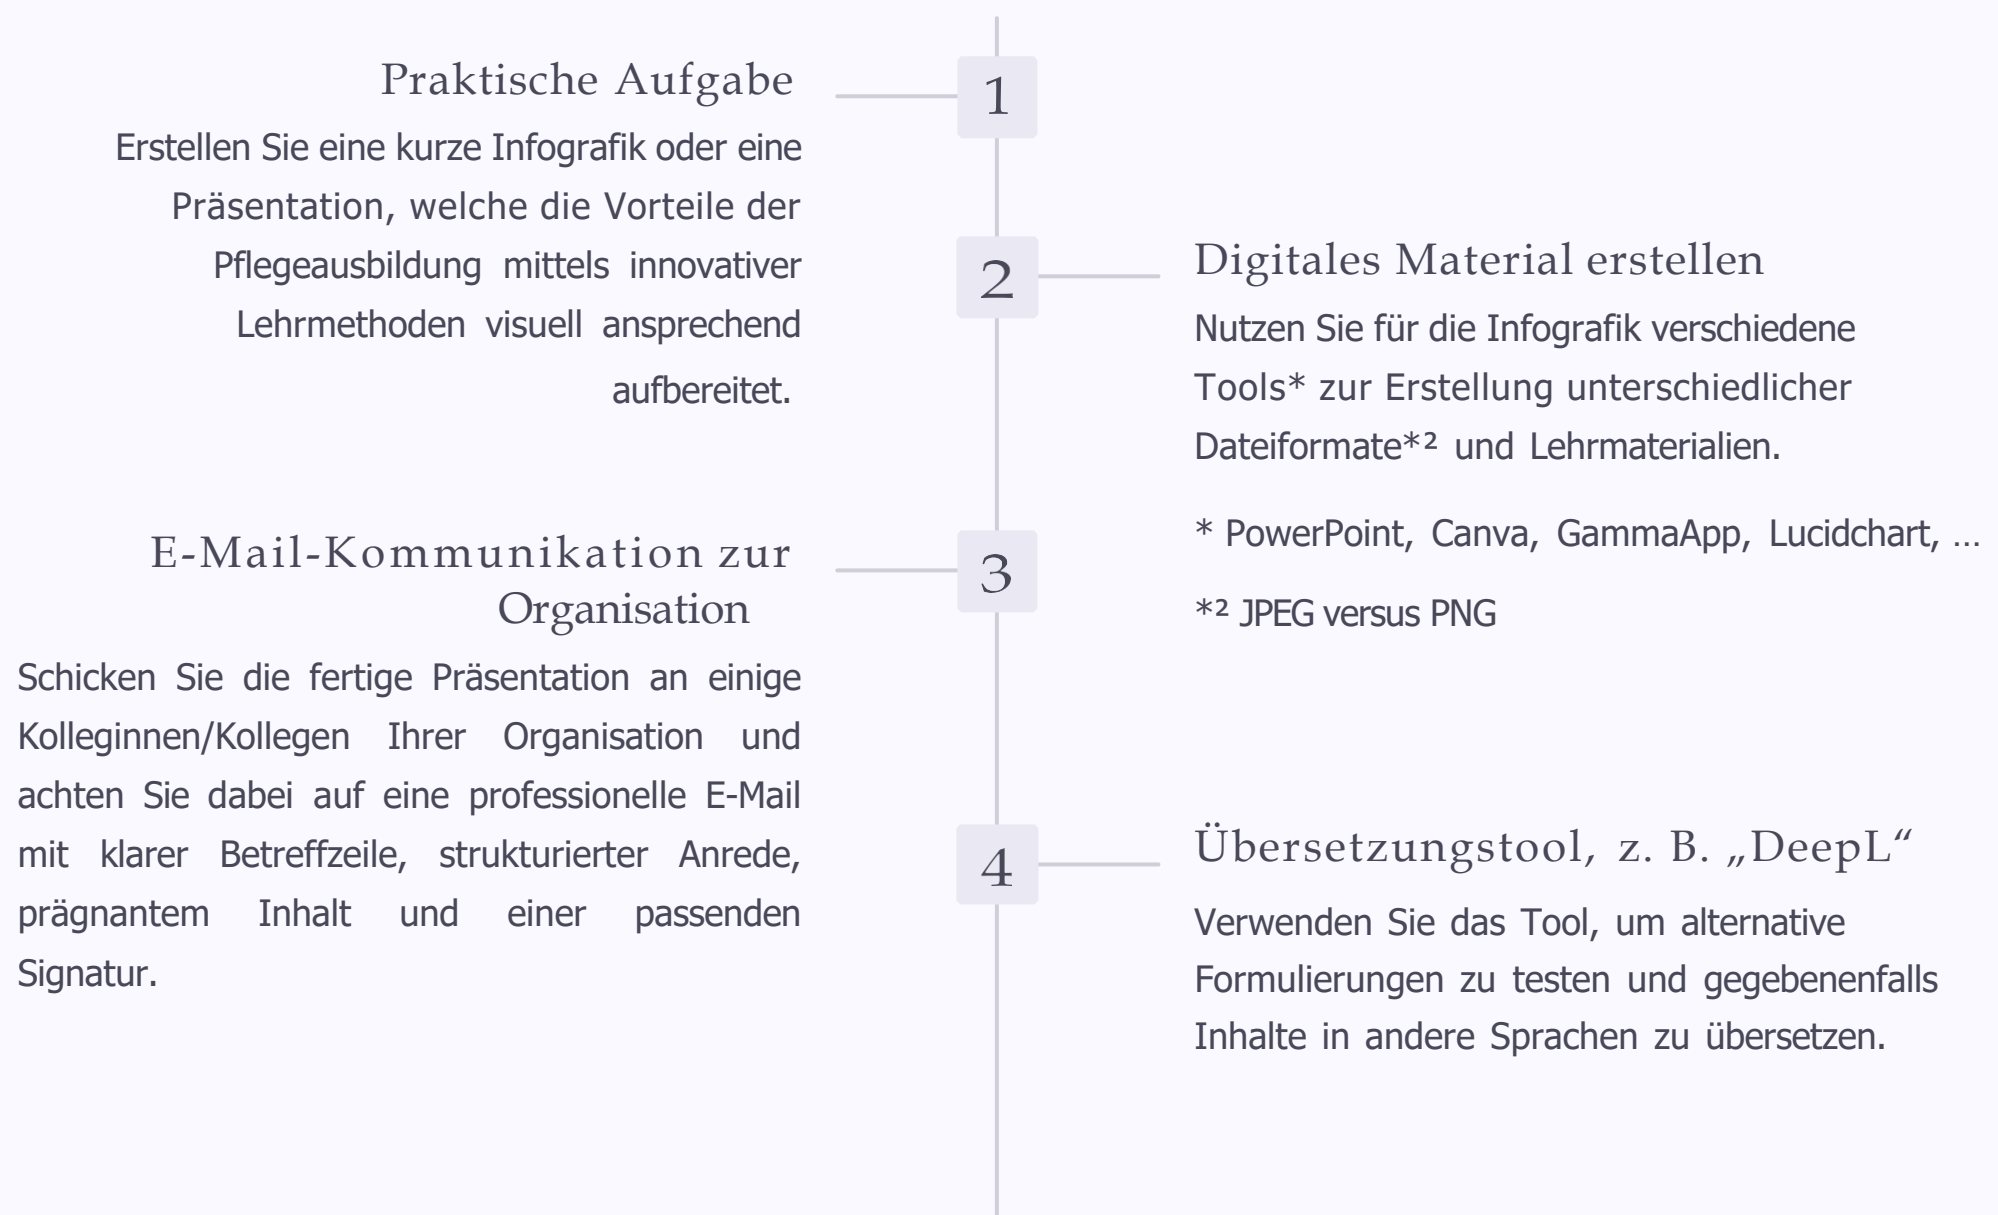 1
Praktische Aufgabe
Erstellen Sie eine kurze Infografik oder eine
Präsentation, welche die Vorteile der
Pflegeausbildung mittels innovativer
Lehrmethoden visuell ansprechend
aufbereitet.
2
Digitales Material erstellen
Nutzen Sie für die Infografik verschiedene
Tools* zur Erstellung unterschiedlicher
Dateiformate*² und Lehrmaterialien.
* PowerPoint, Canva, GammaApp, Lucidchart, ...
*² JPEG versus PNG
3
E-Mail-Kommunikation zur
Organisation
Schicken Sie die fertige Präsentation an einige
Kolleginnen/Kollegen Ihrer Organisation und
achten Sie dabei auf eine professionelle E-Mail
mit klarer Betreffzeile, strukturierter Anrede,
prägnantem Inhalt und einer passenden
Signatur.
4
Übersetzungstool, z. B. „DeepL“
Verwenden Sie das Tool, um alternative
Formulierungen zu testen und gegebenenfalls
Inhalte in andere Sprachen zu übersetzen.